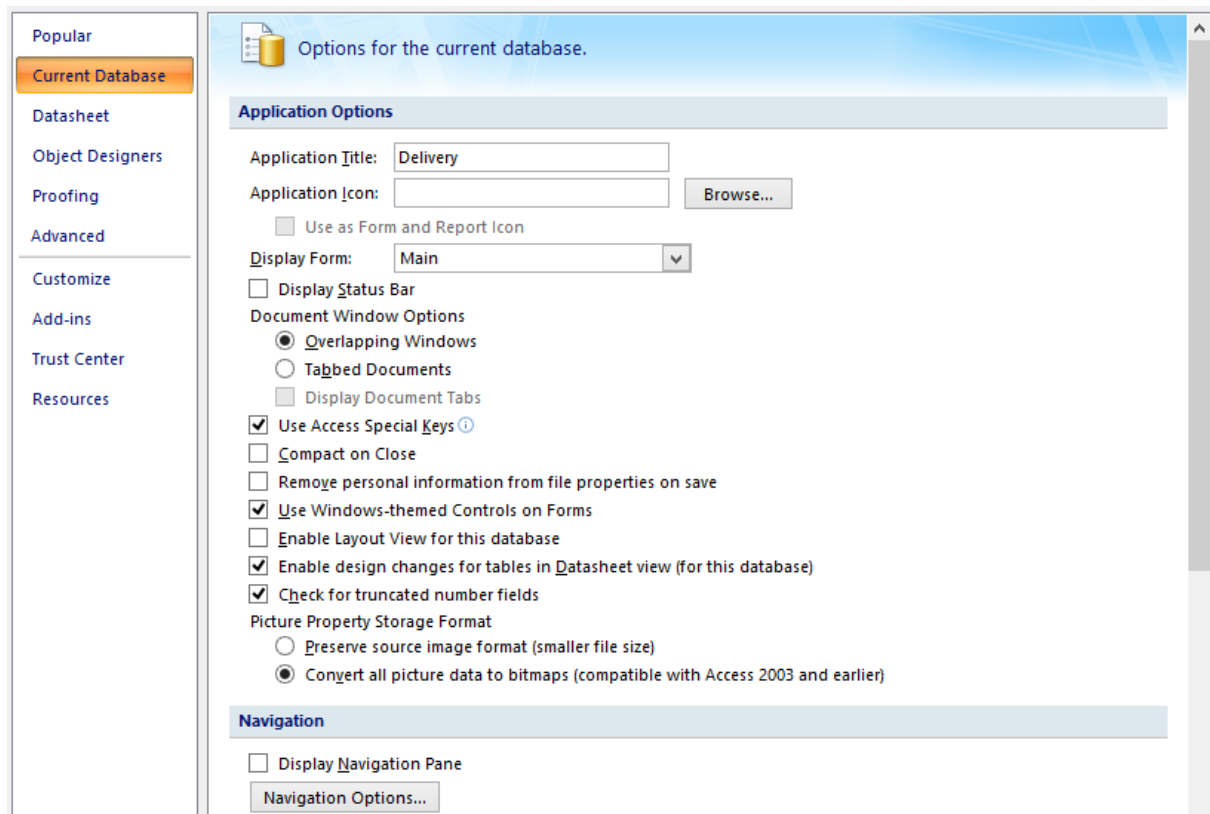 Popular
Current Database
Datasheet
Object Designers
Proofing
Advanced
Customize
Add-ins
Trust Center
Resources
Options for the current database.
Application Options
Application Title: Delivery
Application Icon: Browse...
Use as Form and Report Icon
Display Form: Main
Display Status Bar
Document Window Options
Overlapping Windows
Tabbed Documents
Display Document Tabs
Use Access Special Keys
Compact on Close
Remove personal information from file properties on save
Use Windows-themed Controls on Forms
Enable Layout View for this database
Enable design changes for tables in Datasheet view (for this database)
Check for truncated number fields
Picture Property Storage Format
Preserve source image format (smaller file size)
Convert all picture data to bitmaps (compatible with Access 2003 and earlier)
Navigation
Display Navigation Pane
Navigation Options...